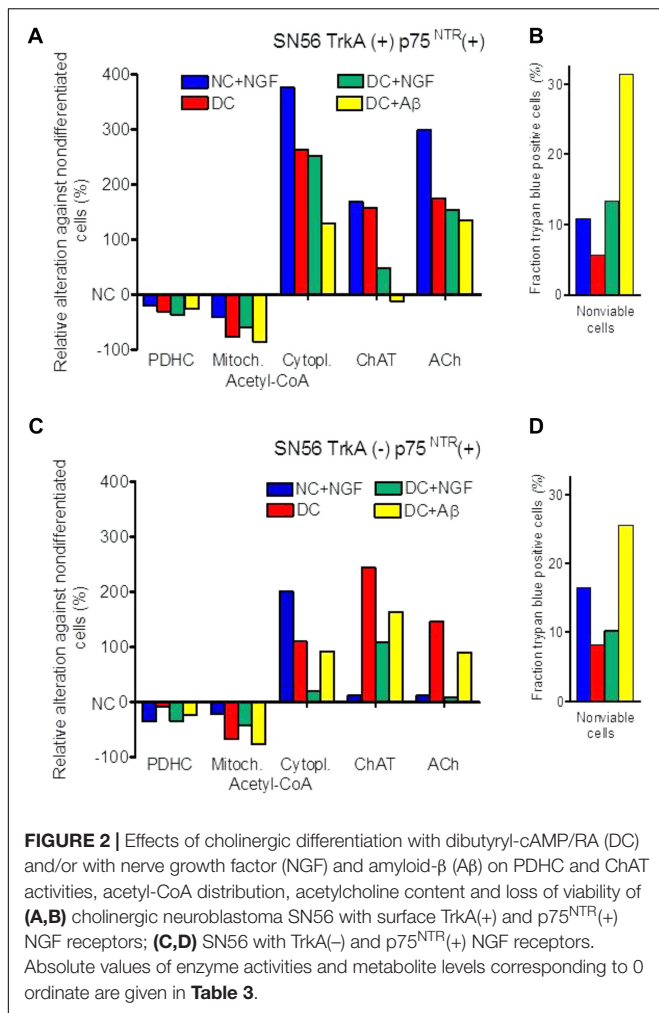 A
SN56 TrkA (+) p75 NTR(+)
NC+NGF
DC+NGF
DC
DC+Aβ
Relative alteration against nondifferentiated
cells (%)
400
300
200
100
NC 0
-100
PDHC Mitoch. Cytopl. ChAT ACh
Acetyl-CoA
B
Fraction trypan blue positive cells (%)
30
20
10
0
Nonviable
cells
C
SN56 TrkA (-) p75 NTR(+)
NC+NGF
DC+NGF
DC
DC+Aβ
Relative alteration against nondifferentiated
cells (%)
400
300
200
100
NC 0
-100
PDHC Mitoch. Cytopl. ChAT ACh
Acetyl-CoA
D
Fraction trypan blue positive cells (%)
30
20
10
0
Nonviable
cells
FIGURE 2 | Effects of cholinergic differentiation with dibutyryl-cAMP/RA (DC)
and/or with nerve growth factor (NGF) and amyloid-β (Aβ) on PDHC and ChAT
activities, acetyl-CoA distribution, acetylcholine content and loss of viability of
(A,B) cholinergic neuroblastoma SN56 with surface TrkA(+) and p75NTR(+)
NGF receptors; (C,D) SN56 with TrkA(–) and p75NTR(+) NGF receptors.
Absolute values of enzyme activities and metabolite levels corresponding to 0
ordinate are given in Table 3.